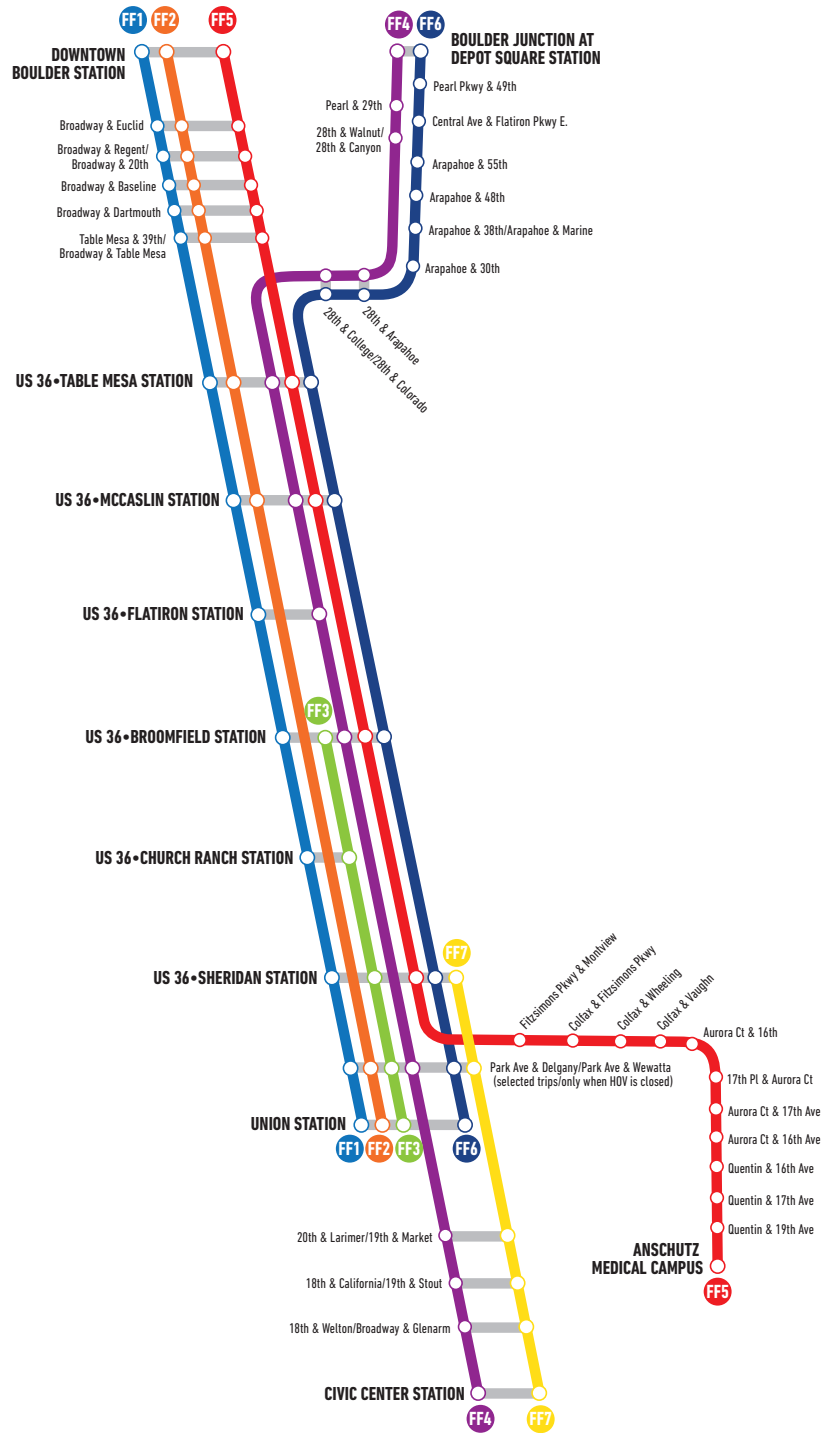 FF1 FF2 FF5 FF4 FF6
DOWNTOWN
BOULDER STATION
BOULDER JUNCTION AT
DEPOT SQUARE STATION
Pearl Pkwy & 49th
Pearl & 29th
Central Ave & Flatiron Pkwy E.
Broadway & Euclid
28th & Walnut/
28th & Canyon
Broadway & Regent/
Broadway & 20th
Arapahoe & 55th
Broadway & Baseline
Arapahoe & 48th
Broadway & Dartmouth
Arapahoe & 38th/Arapahoe & Marine
Table Mesa & 39th/
Broadway & Table Mesa
Arapahoe & 30th
28th & Arapahoe
28th & College/28th & Colorado
US 36•TABLE MESA STATION
US 36•MCCASLIN STATION
US 36•FLATIRON STATION
FF3
US 36•BROOMFIELD STATION
US 36•CHURCH RANCH STATION
FF7
US 36•SHERIDAN STATION
Fitzsimons Pkwy & Montview
Colfax & Fitzsimons Pkwy
Colfax & Wheeling
Colfax & Vaughn
Aurora Ct & 16th
Park Ave & Delgany/Park Ave & Wewatta
(selected trips/only when HOV is closed)
17th Pl & Aurora Ct
Aurora Ct & 17th Ave
UNION STATION
Aurora Ct & 16th Ave
FF1 FF2 FF3 FF6
Quentin & 16th Ave
Quentin & 17th Ave
Quentin & 19th Ave
20th & Larimer/19th & Market
ANSCHUTZ
MEDICAL CAMPUS
18th & California/19th & Stout
FF5
18th & Welton/Broadway & Glenarm
CIVIC CENTER STATION
FF4 FF7